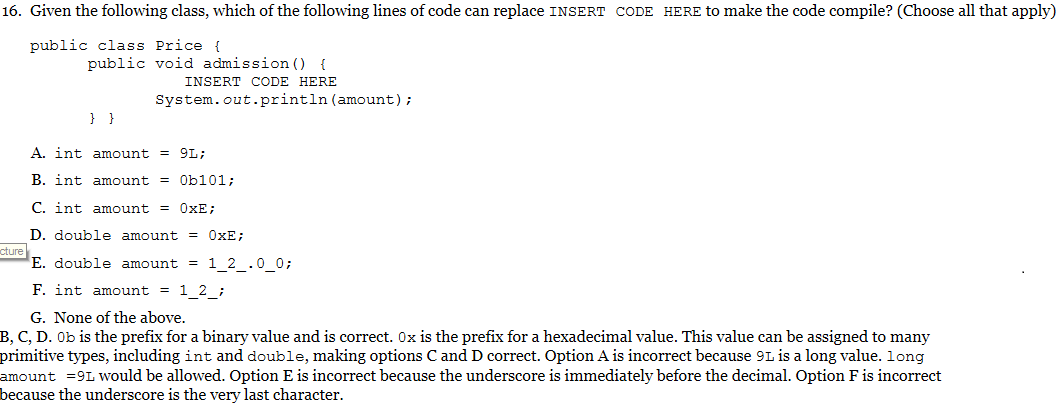 16. Given the following class, which of the following lines of code can replace INSERT CODE HERE to make the code compile? (Choose all that apply)
public class Price {
public void admission() {
INSERT CODE HERE
System.out.println(amount);
} }
A. int amount = 9L;
B. int amount = 0b101;
C. int amount = 0xE;
D. double amount = 0xE;
cture
E. double amount = 1_2_.0_0;
F. int amount = 1_2_;
G. None of the above.
B, C, D. 0b is the prefix for a binary value and is correct. 0x is the prefix for a hexadecimal value. This value can be assigned to many
primitive types, including int and double, making options C and D correct. Option A is incorrect because 9L is a long value. long
amount =9L would be allowed. Option E is incorrect because the underscore is immediately before the decimal. Option F is incorrect
because the underscore is the very last character.